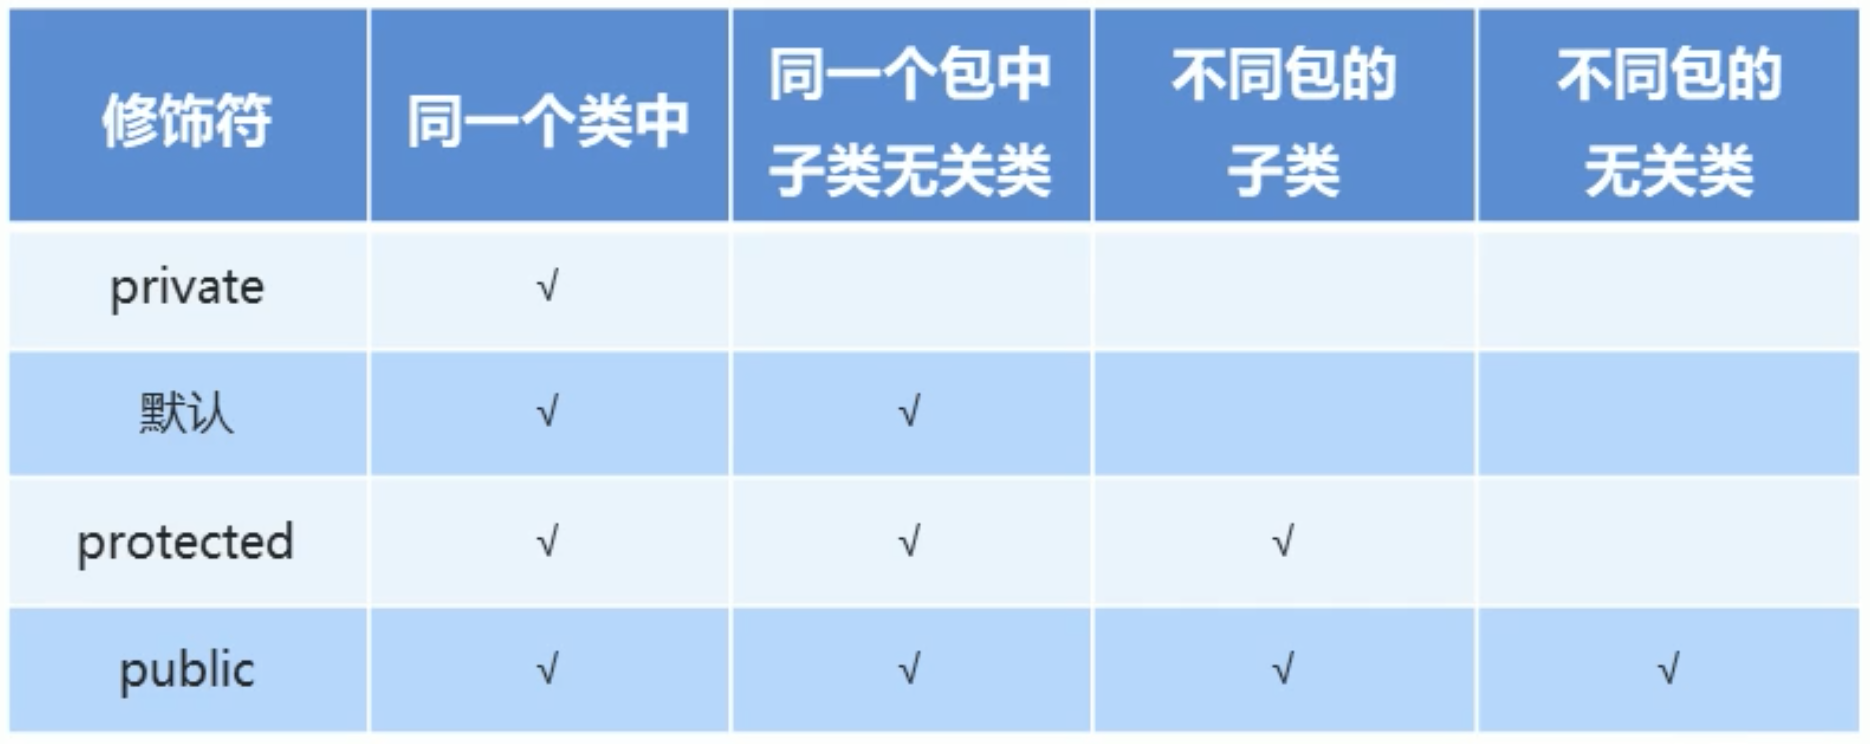 修饰符
同一个类中
同一个包中
子类无关类
不同包的
子类
不同包的
无关类
private
√
默认
√
√
protected
√
√
√
public
√
√
√
√